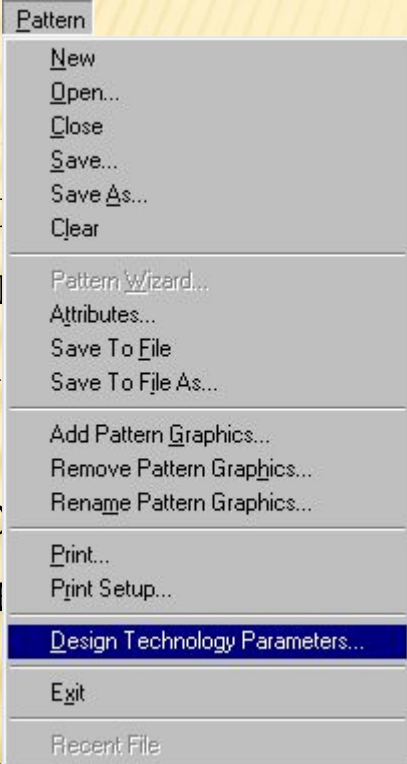 Pattern
New
Open...
Close
Save...
Save As...
Clear
Pattern Wizard...
Attributes...
Save To File
Save To File As...
Add Pattern Graphics...
Remove Pattern Graphics...
Rename Pattern Graphics...
Print...
Print Setup...
Design Technology Parameters...
Exit
Recent File